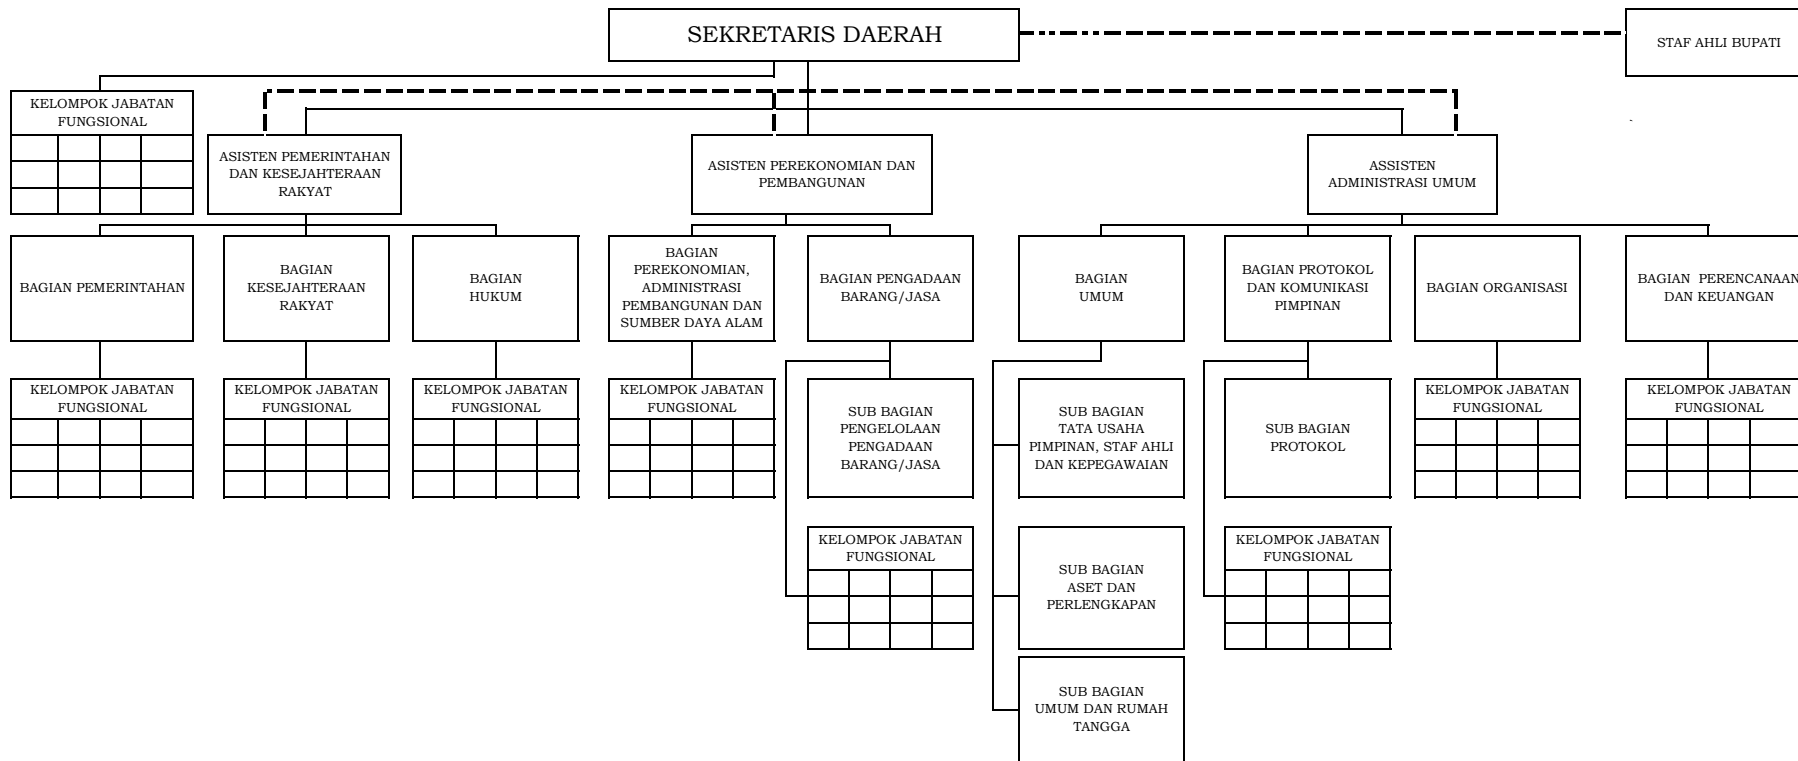 SEKRETARIS DAERAH
STAF AHLI BUPATI
KELOMPOK JABATAN
FUNGSIONAL
ASISTEN PEMERINTAHAN
DAN KESEJAHTERAAN
RAKYAT
ASISTEN PEREKONOMIAN DAN
PEMBANGUNAN
ASSISTEN
ADMINISTRASI UMUM
BAGIAN PEMERINTAHAN
BAGIAN
KESEJAHTERAAN
RAKYAT
BAGIAN
HUKUM
BAGIAN
PEREKONOMIAN,
ADMINISTRASI
PEMBANGUNAN DAN
SUMBER DAYA ALAM
BAGIAN PENGADAAN
BARANG/JASA
BAGIAN
UMUM
BAGIAN PROTOKOL
DAN KOMUNIKASI
PIMPINAN
BAGIAN ORGANISASI
BAGIAN PERENCANAAN
DAN KEUANGAN
KELOMPOK JABATAN
FUNGSIONAL
KELOMPOK JABATAN
FUNGSIONAL
KELOMPOK JABATAN
FUNGSIONAL
KELOMPOK JABATAN
FUNGSIONAL
SUB BAGIAN
PENGELOLAAN
PENGADAAN
BARANG/JASA
SUB BAGIAN
TATA USAHA
PIMPINAN, STAF AHLI
DAN KEPEGAWAIAN
SUB BAGIAN
PROTOKOL
KELOMPOK JABATAN
FUNGSIONAL
KELOMPOK JABATAN
FUNGSIONAL
KELOMPOK JABATAN
FUNGSIONAL
SUB BAGIAN
ASET DAN
PERLENGKAPAN
KELOMPOK JABATAN
FUNGSIONAL
SUB BAGIAN
UMUM DAN RUMAH
TANGGA